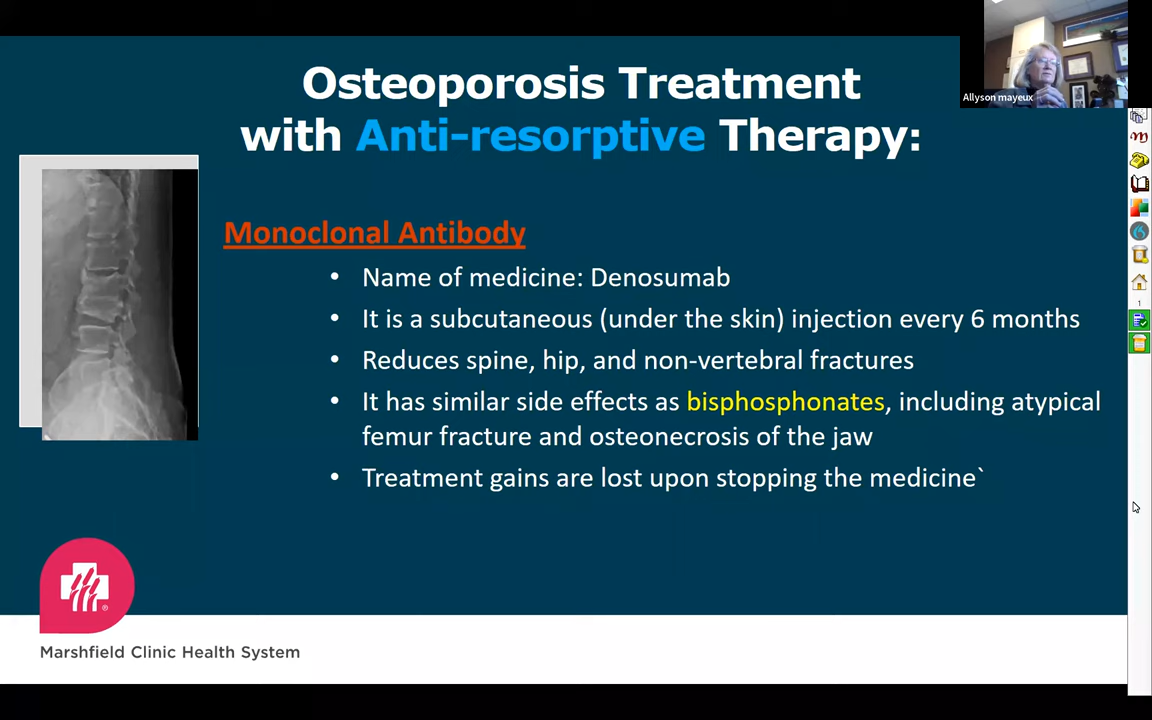 Osteoporosis Treatment
with Anti-resorptive Therapy:
Allyson mayeux
Monoclonal Antibody
• Name of medicine: Denosumab
• It is a subcutaneous (under the skin) injection every 6 months
• Reduces spine, hip, and non-vertebral fractures
• It has similar side effects as bisphosphonates, including atypical
femur fracture and osteonecrosis of the jaw
• Treatment gains are lost upon stopping the medicine`
®
Marshfield Clinic Health System
m
1